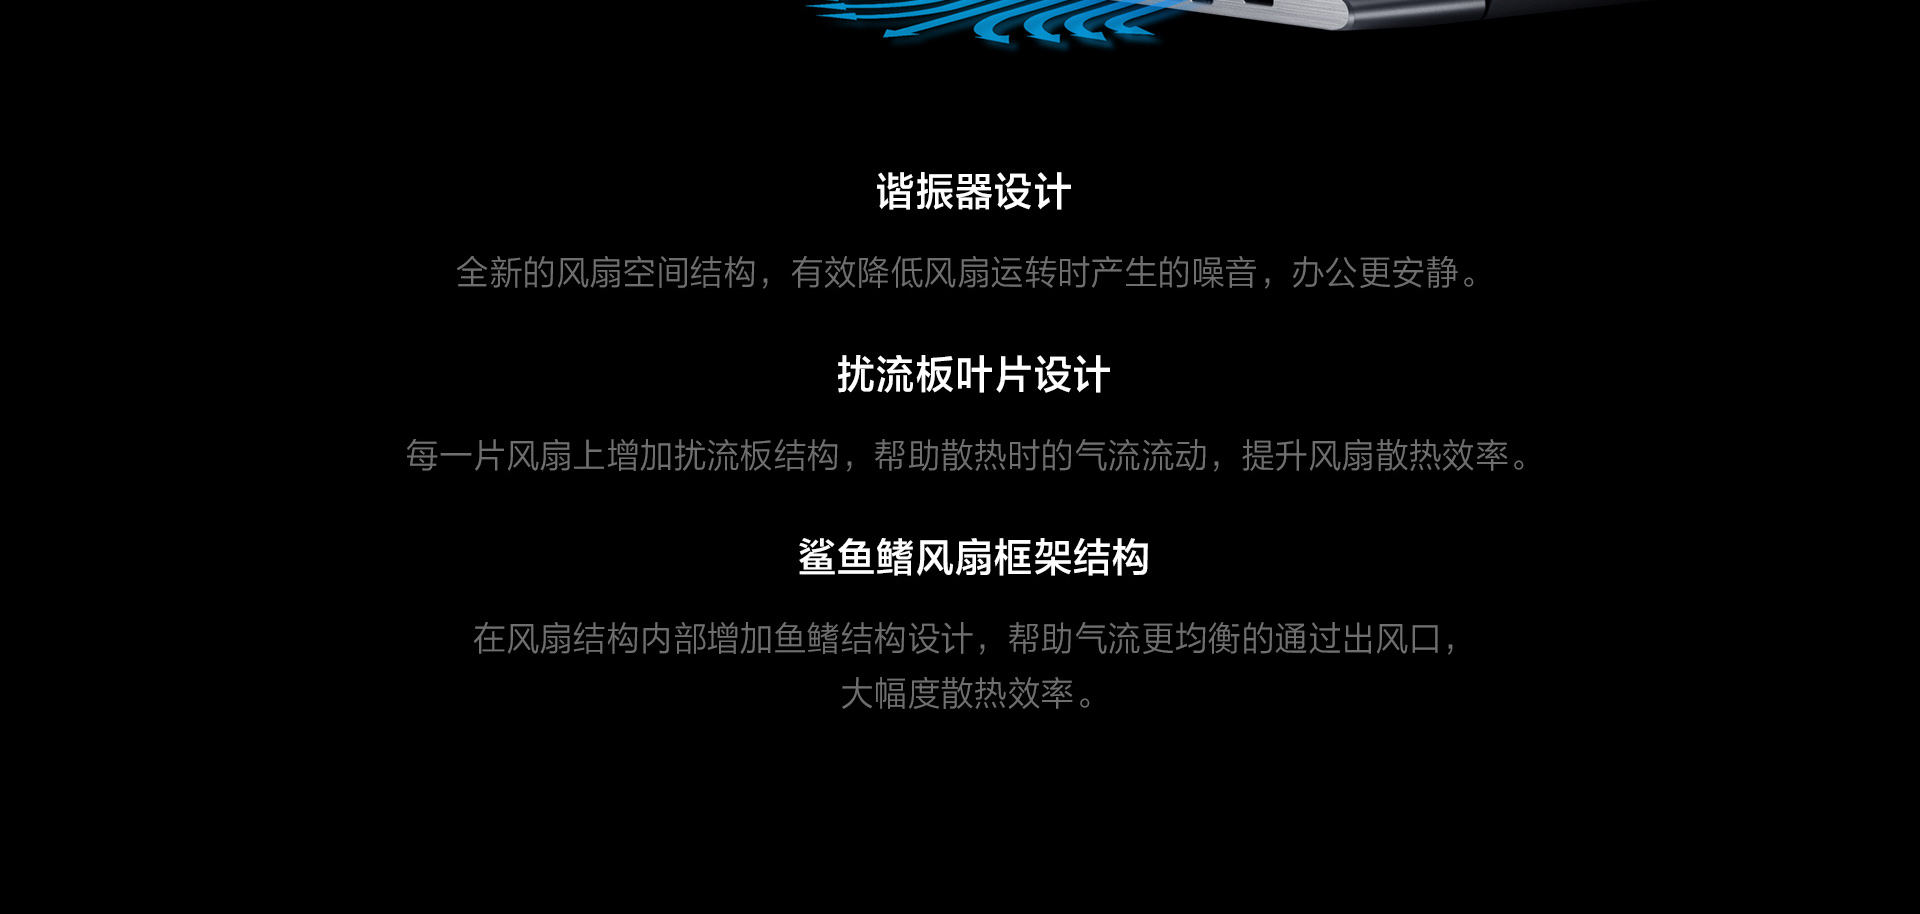 谐振器设计
全新的风扇空间结构，有效降低风扇运转时产生的噪音，办公更安静。
扰流板叶片设计
每一片风扇上增加扰流板结构，帮助散热时的气流流动，提升风扇散热效率。
鲨鱼鳍风扇框架结构
在风扇结构内部增加鱼鳍结构设计，帮助气流更均衡的通过出风口，
大幅度散热效率。